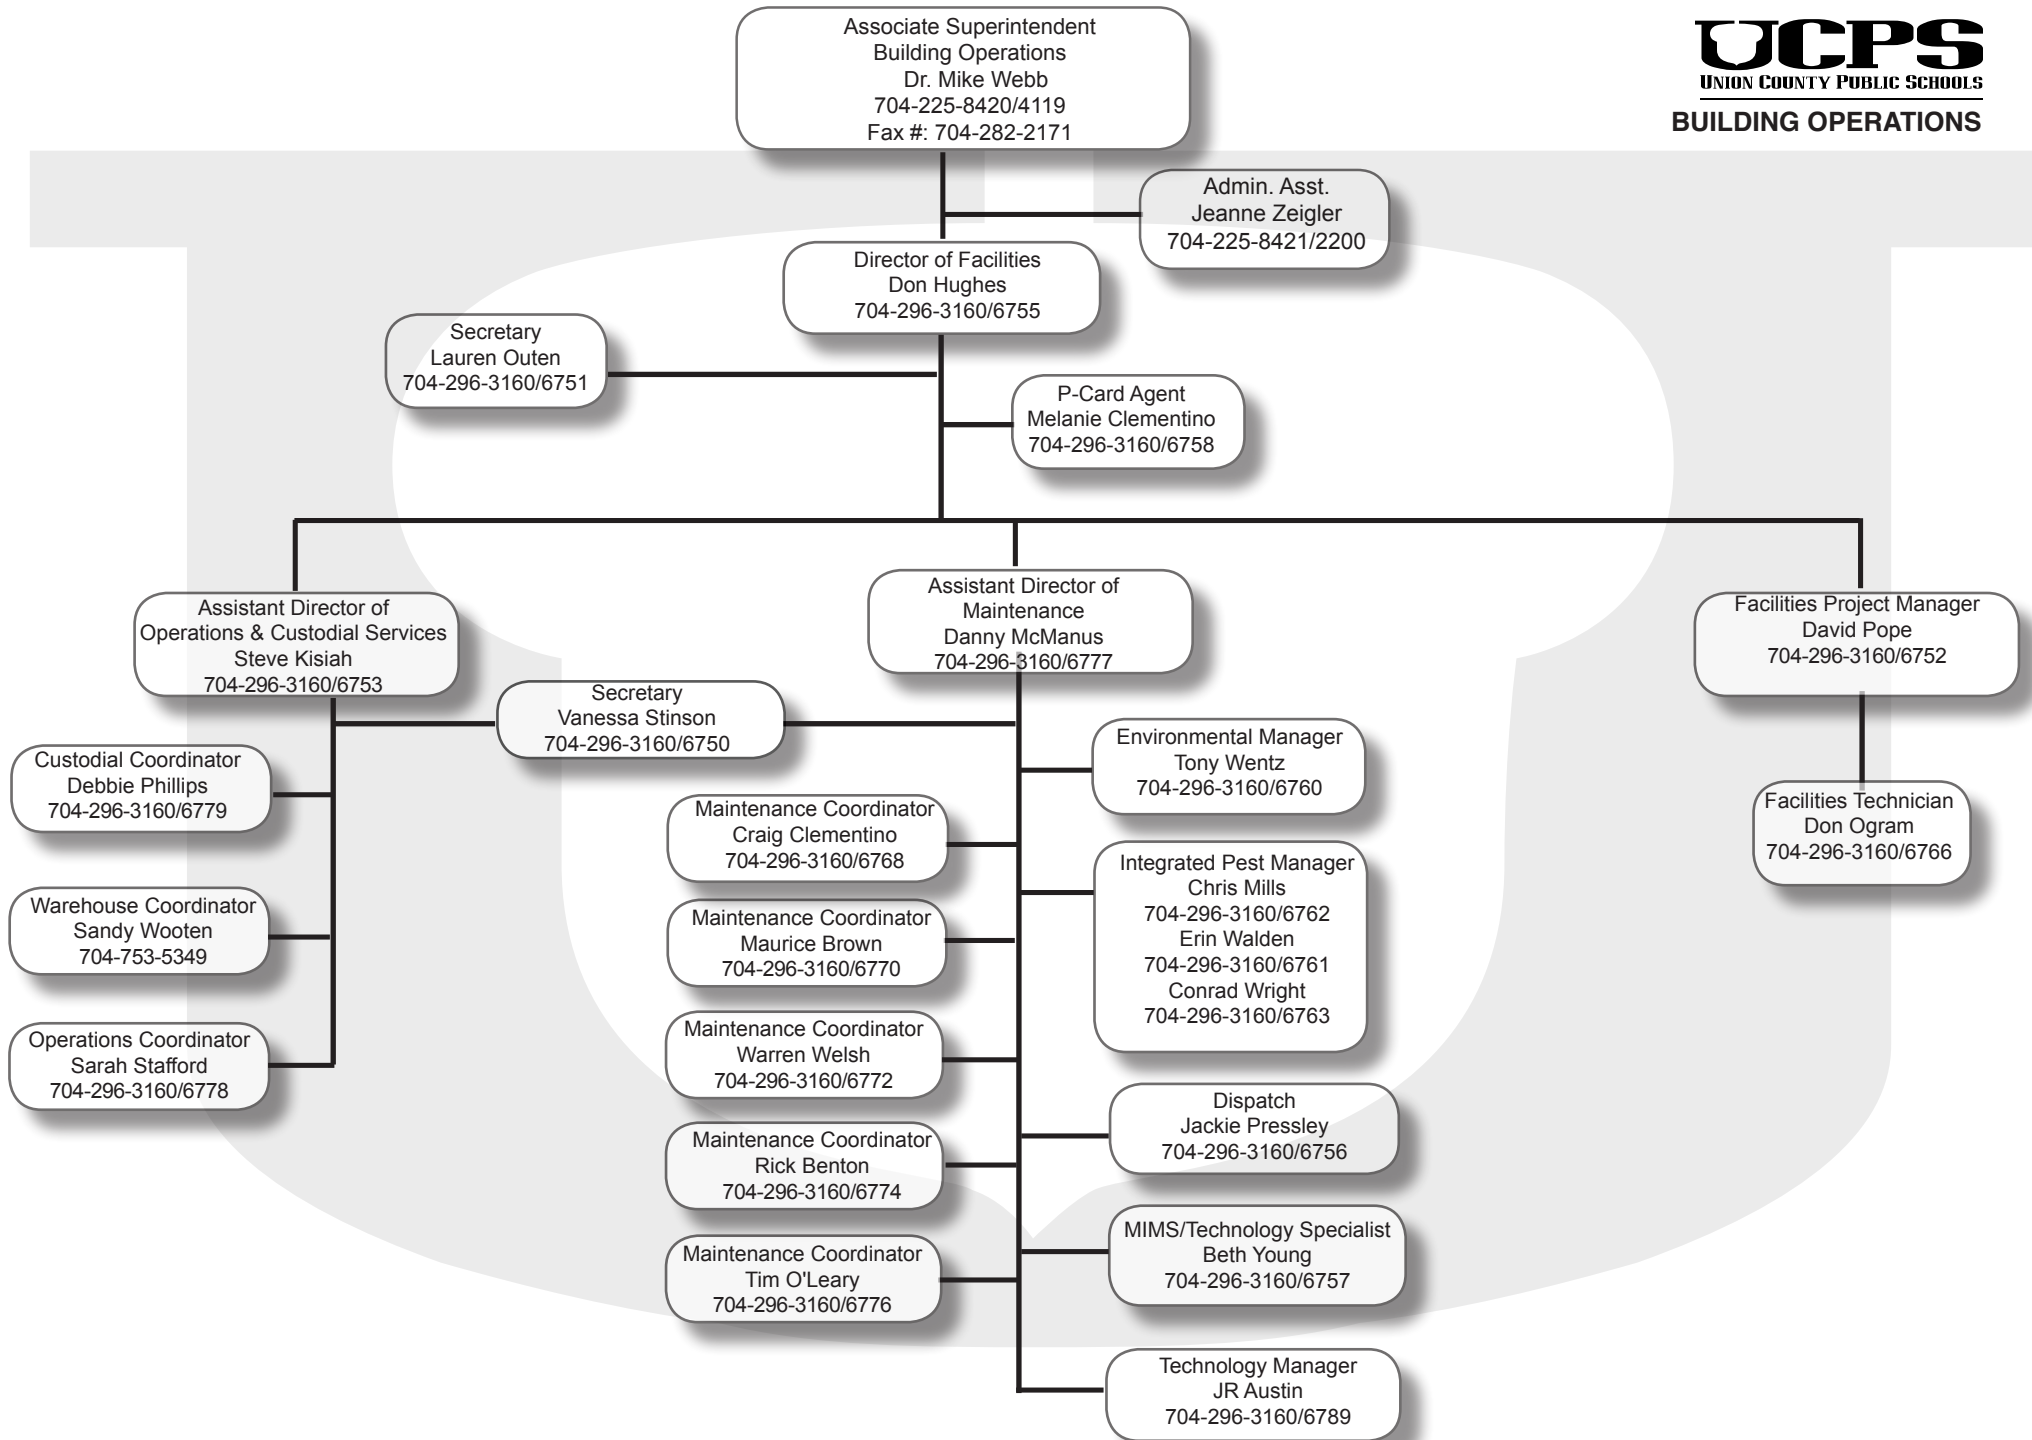 UCPS
UNION COUNTY PUBLIC SCHOOLS
BUILDING OPERATIONS
Associate Superintendent
Building Operations
Dr. Mike Webb
704-225-8420/4119
Fax #: 704-282-2171
Admin. Asst.
Jeanne Zeigler
704-225-8421/2200
Director of Facilities
Don Hughes
704-296-3160/6755
Secretary
Lauren Outen
704-296-3160/6751
P-Card Agent
Melanie Clementino
704-296-3160/6758
Assistant Director of
Operations & Custodial Services
Steve Kisiah
704-296-3160/6753
Assistant Director of
Maintenance
Danny McManus
704-296-3160/6777
Facilities Project Manager
David Pope
704-296-3160/6752
Secretary
Vanessa Stinson
704-296-3160/6750
Custodial Coordinator
Debbie Phillips
704-296-3160/6779
Warehouse Coordinator
Sandy Wooten
704-753-5349
Operations Coordinator
Sarah Stafford
704-296-3160/6778
Maintenance Coordinator
Craig Clementino
704-296-3160/6768
Maintenance Coordinator
Maurice Brown
704-296-3160/6770
Maintenance Coordinator
Warren Welsh
704-296-3160/6772
Maintenance Coordinator
Rick Benton
704-296-3160/6774
Maintenance Coordinator
Tim O'Leary
704-296-3160/6776
Environmental Manager
Tony Wentz
704-296-3160/6760
Integrated Pest Manager
Chris Mills
704-296-3160/6762
Erin Walden
704-296-3160/6761
Conrad Wright
704-296-3160/6763
Dispatch
Jackie Pressley
704-296-3160/6756
MIMS/Technology Specialist
Beth Young
704-296-3160/6757
Technology Manager
JR Austin
704-296-3160/6789
Facilities Technician
Don Ogram
704-296-3160/6766